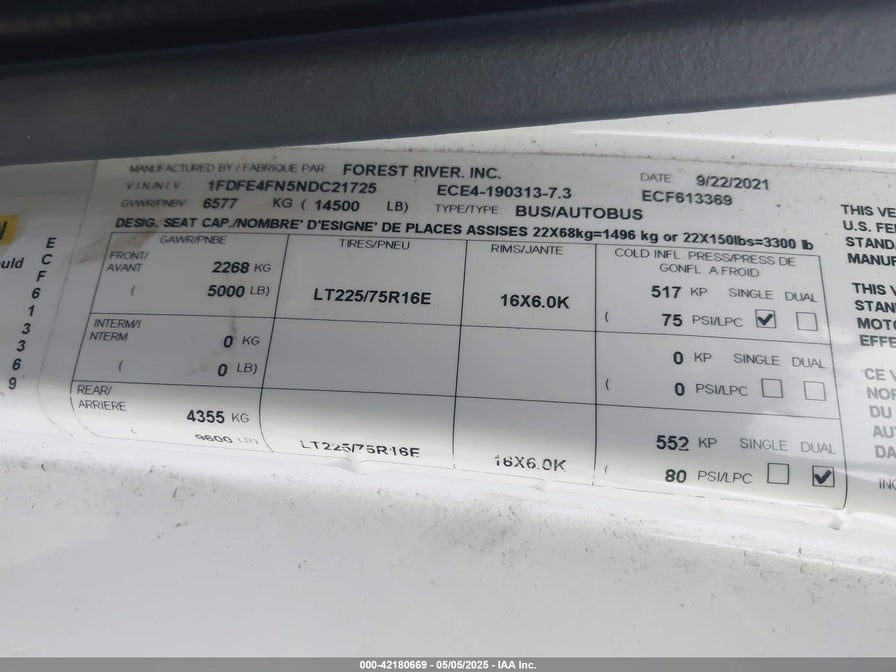 MANUFACTURED BY / FABRIQUE PAR FOREST RIVER. INC. DATE 9/22/2021
V.I.N/N.I.V. 1FDFE4FN5NDC21725 ECE4-190313-7.3 ECF613369
GVWR/PNBV 6577 KG ( 14500 LB) TYPE/TYPE BUS/AUTOBUS
DESIG. SEAT CAP./NOMBRE' D'ESIGNE' DE PLACES ASSISES 22X68kg=1496 kg or 22X150lbs=3300 lb
GAWR/PNBE TIRES/PNEU RIMS/JANTE COLD INFL. PRESS/PRESS DE
GONFL. A FROID
FRONT/
AVANT 2268 KG 517 KP SINGLE DUAL
( 5000 LB) LT225/75R16E 16X6.0K ( 75 PSI/LPC
INTERM/I
NTERM 0 KG 0 KP SINGLE DUAL
( 0 LB) ( 0 PSI/LPC
REAR/
ARRIERE 4355 KG 552 KP SINGLE DUAL
( 9600 LB) LT225/75R16E 16X6.0K ( 80 PSI/LPC
ould
E
C
F
6
1
3
3
6
9
THIS VE
U.S. FE
STANDA
MANUF
THIS V
STAN
MOTO
EFFE
CE V
NOR
DU
AUT
DA
INC
000-42180669 — 05/05/2025 — IAA Inc.